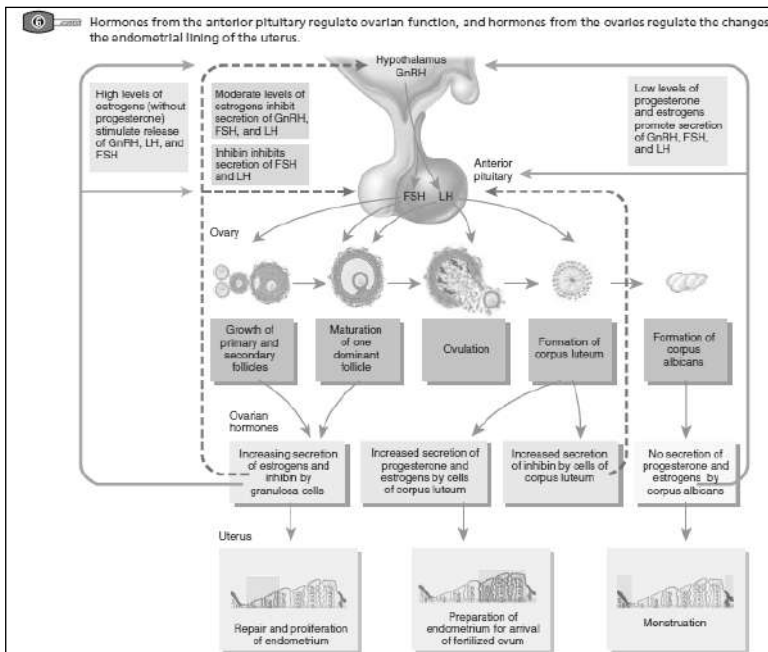 Hormones from the anterior pituitary regulate ovarian function, and hormones from the ovaries regulate the changes
the endometrial lining of the uterus.
Hypothalamus
GnRH
High levels of
estrogens (without
progesterone)
stimulate release
of GnRH, LH, and
FSH
Moderate levels of
estrogens inhibit
secretion of GnRH,
FSH, and LH
Inhibin inhibits
secretion of FSH
and LH
Low levels of
progesterone
and estrogens
promote secretion
of GnRH, FSH,
and LH
Anterior
pituitary
FSH LH
Ovary
Growth of
primary and
secondary
follicles
Maturation
of one
dominant
follicle
Ovulation
Formation of
corpus luteum
Formation of
corpus
albicans
Ovarian
hormones
Increasing secretion
of estrogens and
inhibin by
granulosa cells
Increased secretion of
progesterone and
estrogens by cells
of corpus luteum
Increased secretion
of inhibin by cells of
corpus luteum
No secretion of
progesterone and
estrogens by
corpus albicans
Uterus
Repair and proliferation
of endometrium
Preparation of
endometrium for arrival
of fertilized ovum
Menstruation